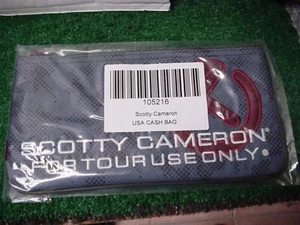 105216
Scotty Cameron
USA CASH BAG
SCOTTY CAMERON®
FOR TOUR USE ONLY.